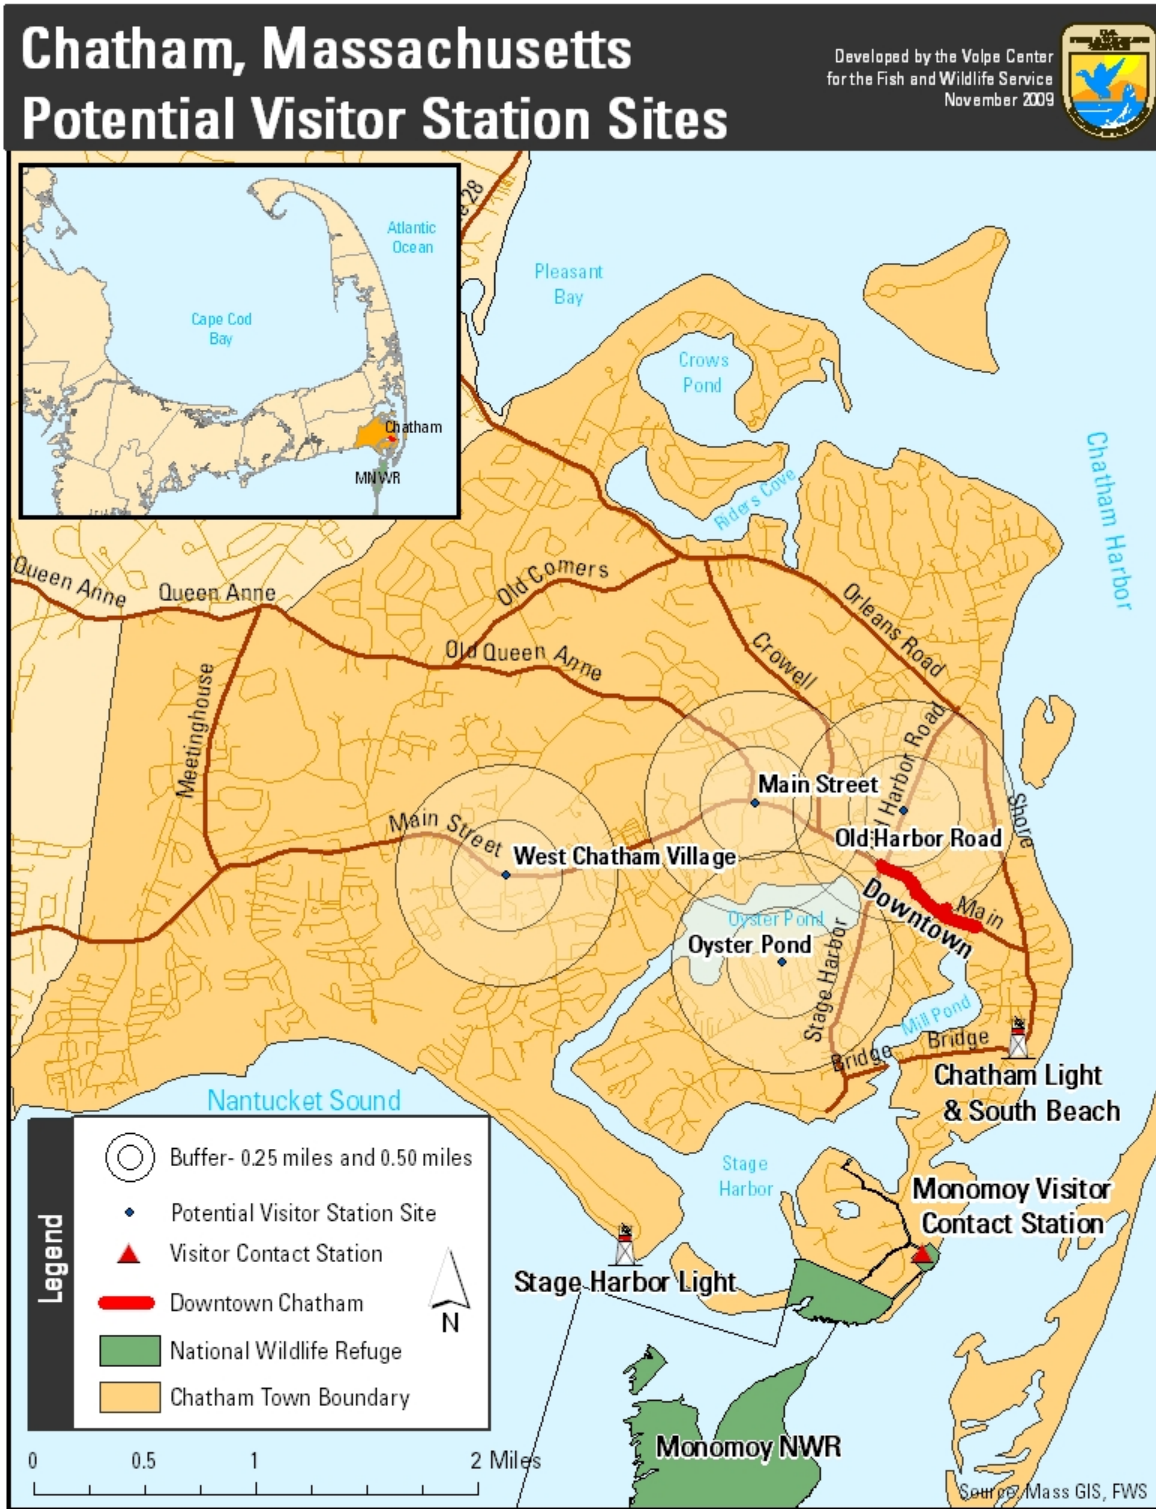 Chatham, Massachusetts
Potential Visitor Station Sites
Developed by the Volpe Center
for the Fish and Wildlife Service
November 2009
28
Atlantic
Ocean
Cape Cod
Bay
Chatham
MNWR
Pleasant
Bay
Crows
Pond
Riders Cove
Chatham Harbor
Queen Anne
Queen Anne
Old Comers
Old Queen Anne
Orleans Road
Crowell
Meetinghouse
Harbor Road
Main Street
Main Street
Old Harbor Road
Shore
West Chatham Village
Downtown
Main
Oyster Pond
Oyster Pond
Stage Harbor
Mill Pond
Bridge
Bridge
Chatham Light
& South Beach
Nantucket Sound
Stage
Harbor
Monomoy Visitor
Contact Station
Stage Harbor Light
Monomoy NWR
Legend
Buffer- 0.25 miles and 0.50 miles
Potential Visitor Station Site
Visitor Contact Station
Downtown Chatham
National Wildlife Refuge
Chatham Town Boundary
N
0 0.5 1 2 Miles
Source: Mass GIS, FWS